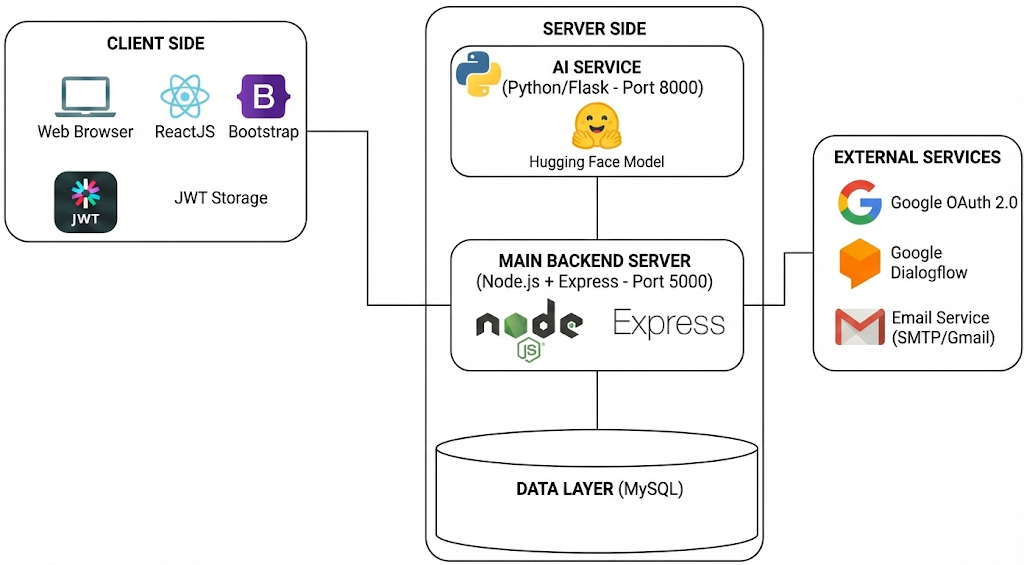 CLIENT SIDE
Web Browser
ReactJS
B
Bootstrap
JWT
JWT Storage
SERVER SIDE
AI SERVICE
(Python/Flask - Port 8000)
Hugging Face Model
MAIN BACKEND SERVER
(Node.js + Express - Port 5000)
node
JS
Express
DATA LAYER (MySQL)
EXTERNAL SERVICES
G
Google OAuth 2.0
Google
Dialogflow
M
Email Service
(SMTP/Gmail)